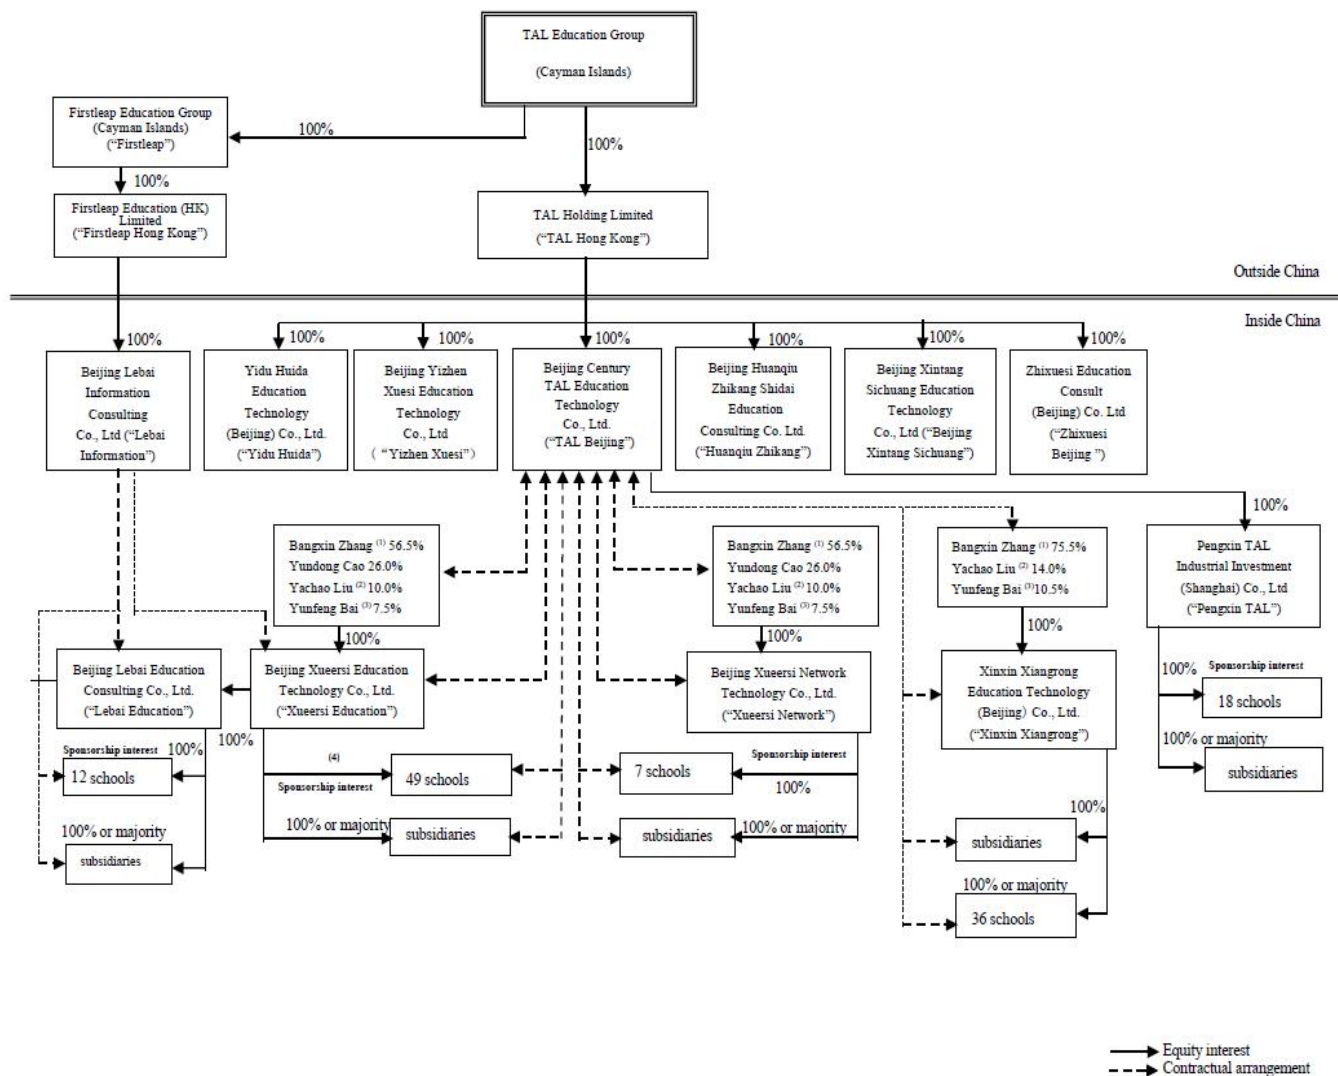 TAL Education Group
(Cayman Islands)
Firstleap Education Group
(Cayman Islands)
(“Firstleap”)
100%
100%
100%
Firstleap Education (HK)
Limited
(“Firstleap Hong Kong”)
TAL Holding Limited
(“TAL Hong Kong”)
Outside China
Inside China
100%
100%
100%
100%
100%
100%
100%
Beijing Lebai
Information
Consulting
Co., Ltd (“Lebai
Information”)
Yidu Huida
Education
Technology
(Beijing) Co., Ltd.
(“Yidu Huida”)
Beijing Yizhen
Xuesi Education
Technology
Co., Ltd
(“Yizhen Xuesi”)
Beijing Century
TAL Education
Technology
Co., Ltd.
(“TAL Beijing”)
Beijing Huanqiu
Zhikang Shidai
Education
Consulting Co. Ltd.
(“Huanqiu Zhikang”)
Beijing Xintang
Sichuang Education
Technology
Co., Ltd (“Beijing
Xintang Sichuang”)
Zhixuesi Education
Consult
(Beijing) Co. Ltd
(“Zhixuesi
Beijing ”)
100%
Bangxin Zhang (1) 56.5%
Yundong Cao 26.0%
Yachao Liu (2) 10.0%
Yunfeng Bai (3) 7.5%
Bangxin Zhang (1) 56.5%
Yundong Cao 26.0%
Yachao Liu (2) 10.0%
Yunfeng Bai (3) 7.5%
Bangxin Zhang (1) 75.5%
Yachao Liu (2) 14.0%
Yunfeng Bai (3)10.5%
Pengxin TAL
Industrial Investment
(Shanghai) Co., Ltd
(“Pengxin TAL”)
100%
100%
100%
Beijing Lebai Education
Consulting Co., Ltd.
(“Lebai Education”)
Beijing Xueersi Education
Technology Co., Ltd.
(“Xueersi Education”)
Beijing Xueersi Network
Technology Co., Ltd.
(“Xueersi Network”)
Xinxin Xiangrong
Education Technology
(Beijing) Co., Ltd.
(“Xinxin Xiangrong”)
100%
Sponsorship interest
18 schools
100% or majority
subsidiaries
Sponsorship interest
100%
100%
12 schools
(4)
Sponsorship interest
49 schools
7 schools
Sponsorship interest
100%
100% or majority
subsidiaries
100% or majority
subsidiaries
subsidiaries
100% or majority
100%
subsidiaries
100% or majority
36 schools
Equity interest
Contractual arrangement